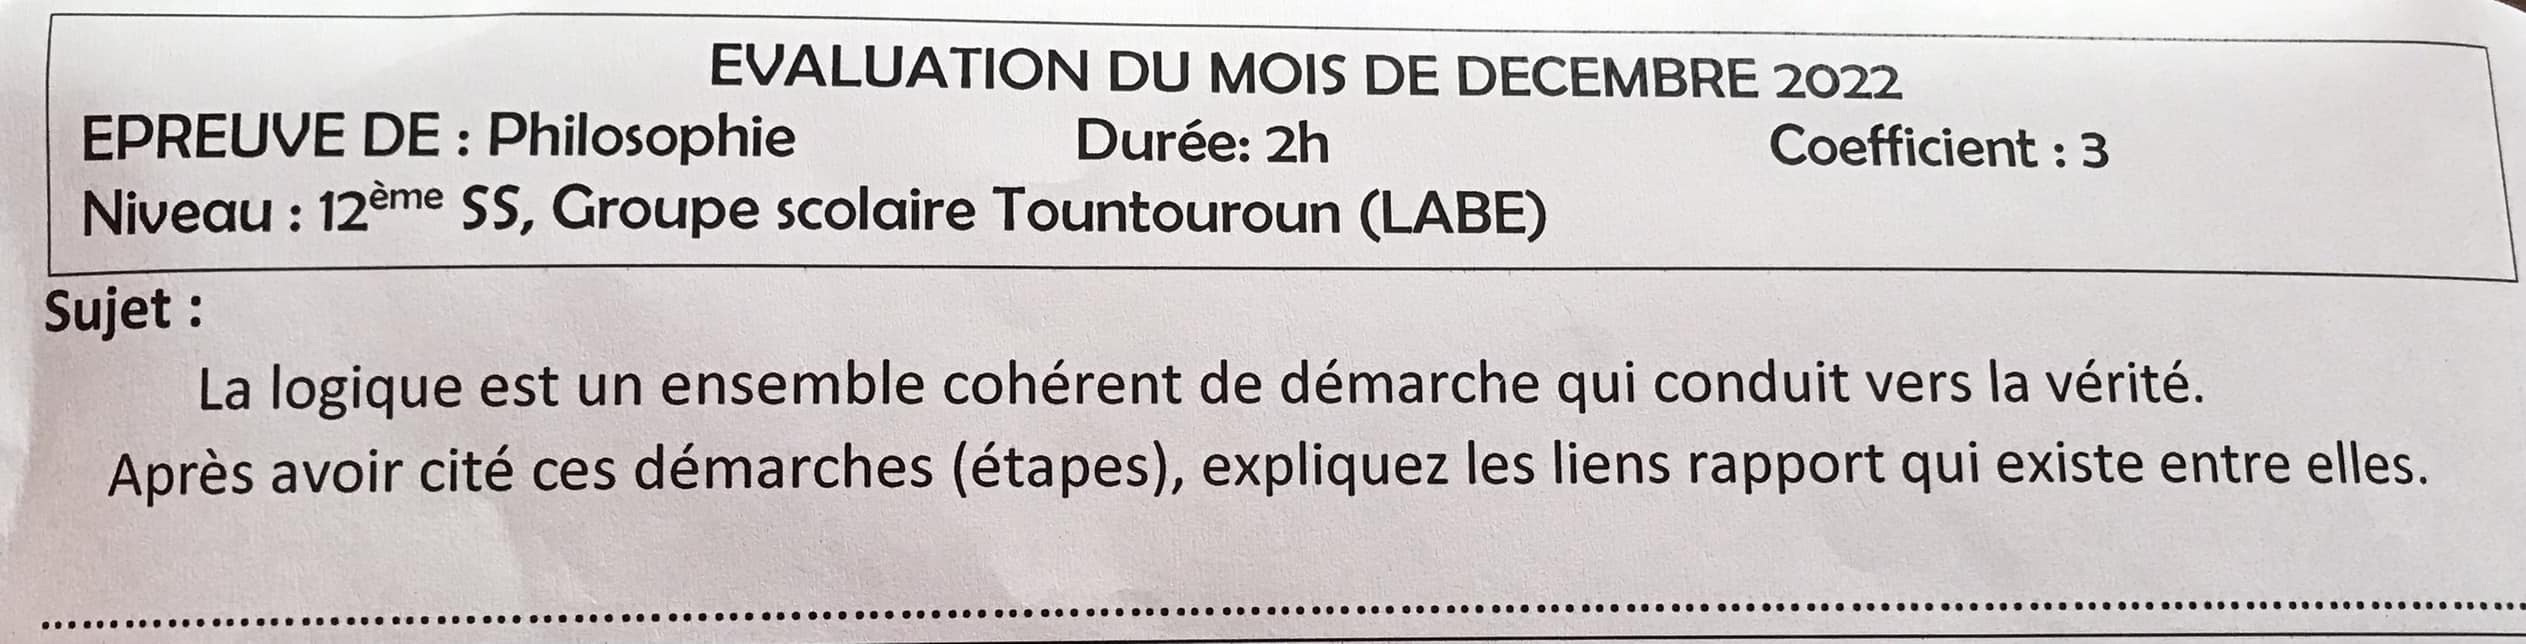 EVALUATION DU MOIS DE DECEMBRE 2022
EPREUVE DE : Philosophie Durée: 2h Coefficient : 3
Niveau : 12ème SS, Groupe scolaire Tountouroun (LABE)
Sujet :
La logique est un ensemble cohérent de démarche qui conduit vers la vérité.
Après avoir cité ces démarches (étapes), expliquez les liens rapport qui existe entre elles.